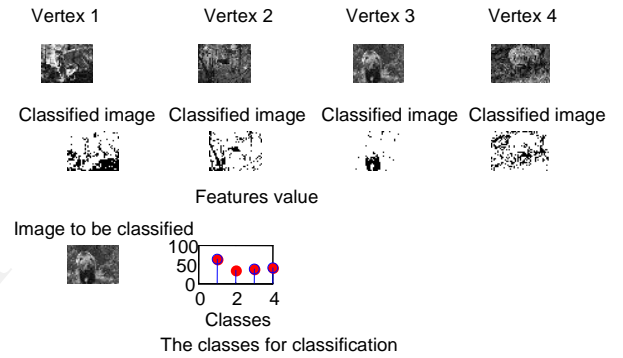 Vertex 1 Vertex 2 Vertex 3 Vertex 4
Classified image Classified image Classified image Classified image
Features value
Image to be classified
100
50
0
0 2 4
Classes
The classes for classification